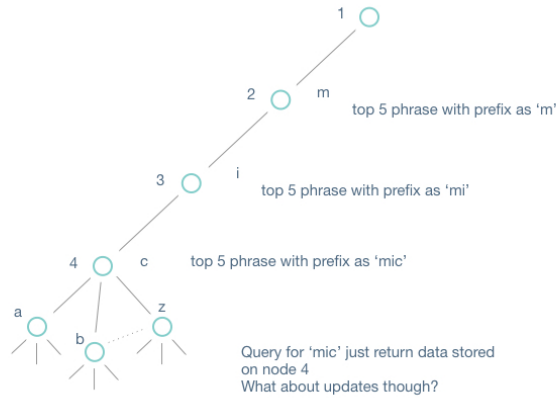 1
2
m
top 5 phrase with prefix as ‘m’
3
i
top 5 phrase with prefix as ‘mi’
4
c
top 5 phrase with prefix as ‘mic’
a
z
b
Query for ‘mic’ just return data stored
on node 4
What about updates though?